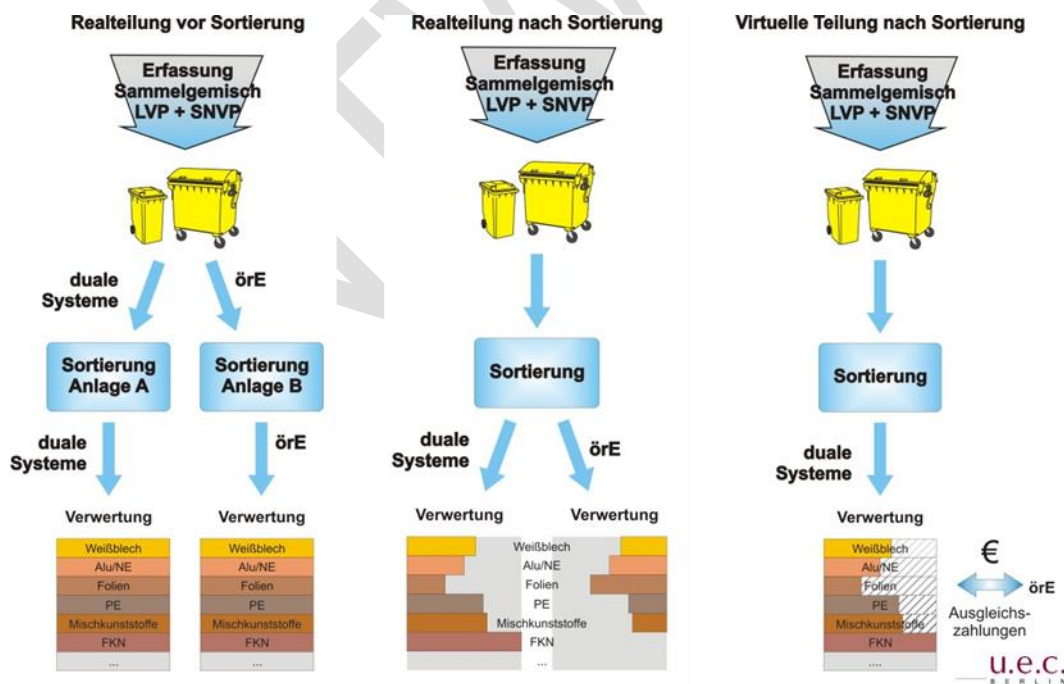 Realteilung vor Sortierung
Erfassung
Sammelgemisch
LVP + SNVP
duale
Systeme
örE
Sortierung
Anlage A
Sortierung
Anlage B
duale
Systeme
örE
Verwertung
Verwertung
Weißblech
Alu/NE
Folien
PE
Mischkunststoffe
FKN
...
Weißblech
Alu/NE
Folien
PE
Mischkunststoffe
FKN
...
Realteilung nach Sortierung
Erfassung
Sammelgemisch
LVP + SNVP
Sortierung
duale
Systeme
örE
Verwertung
Verwertung
Weißblech
Alu/NE
Folien
PE
Mischkunststoffe
FKN
...
Virtuelle Teilung nach Sortierung
Erfassung
Sammelgemisch
LVP + SNVP
Sortierung
duale
Systeme
Verwertung
Weißblech
Alu/NE
Folien
PE
Mischkunststoffe
FKN
...
€
örE
Ausgleichs-
zahlungen
u.e.c.
BERLIN